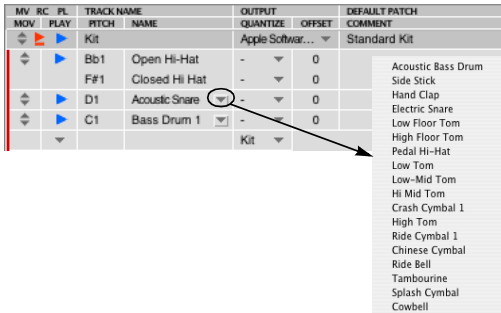 MV RC PL TRACK NAME OUTPUT DEFAULT PATCH
MOV PLAY PITCH NAME QUANTIZE OFFSET COMMENT
Kit Apple Softwar... Standard Kit
Bb1 Open Hi-Hat - 0
F#1 Closed Hi Hat - 0
D1 Acoustic Snare - 0
C1 Bass Drum 1 - 0
Kit
Acoustic Bass Drum
Side Stick
Hand Clap
Electric Snare
Low Floor Tom
High Floor Tom
Pedal Hi-Hat
Low Tom
Low-Mid Tom
Hi Mid Tom
Crash Cymbal 1
High Tom
Ride Cymbal 1
Chinese Cymbal
Ride Bell
Tambourine
Splash Cymbal
Cowbell